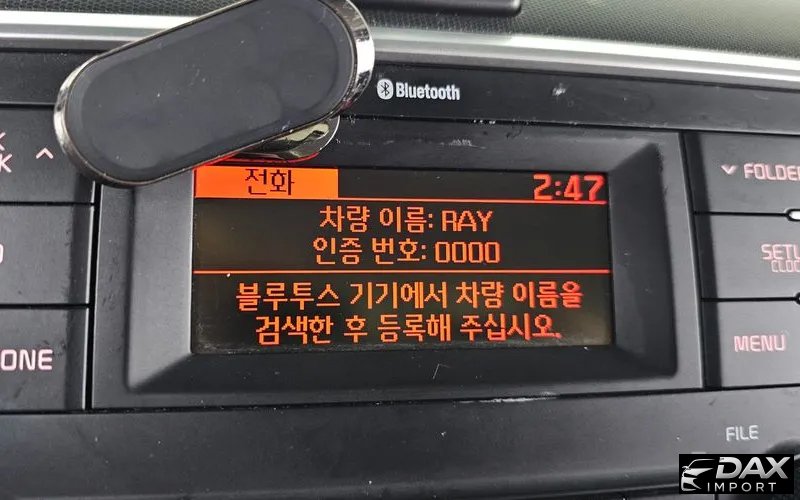 Bluetooth
전화
2:47
차량 이름: RAY
인증 번호: 0000
블루투스 기기에서 차량 이름을
검색한 후 등록해 주십시오.
K
K
ONE
FOLDER
SETU
CLOCK
MENU
FILE
DAX
IMPORT